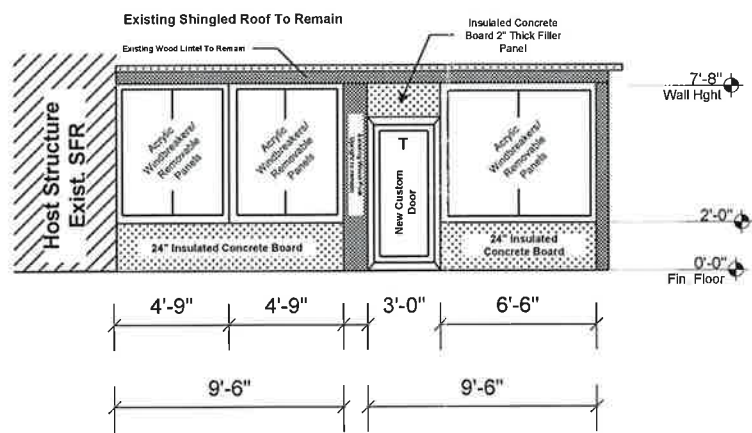 Existing Shingled Roof To Remain
Insulated Concrete
Board 2" Thick Filler
Panel
Existing Wood Lintel To Remain
7'-8"
Wall Hght
Host Structure
Exist. SFR
Acrylic
Windbreakers/
Removable
Panels
Acrylic
Windbreakers/
Removable
Panels
T
New Custom
Door
Acrylic
Windbreakers/
Removable
Panels
2'-0"
24" Insulated Concrete Board
24" Insulated
Concrete Board
0'-0"
Fin Floor
4'-9"
4'-9"
3'-0"
6'-6"
9'-6"
9'-6"